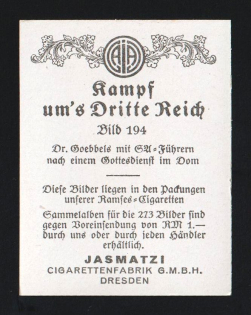 Kampf
um's Dritte Reich
Bild 194
Dr. Goebbels mit SA=Führern
nach einem Gottesdienst im Dom
Diese Bilder liegen in den Packungen
unserer Ramses=Cigaretten
Sammelalben für die 273 Bilder sind
gegen Voreinsendung von RM 1.—
durch uns oder durch jeden Händler
erhältlich.
JASMATZI
CIGARETTENFABRIK G.M.B.H.
DRESDEN